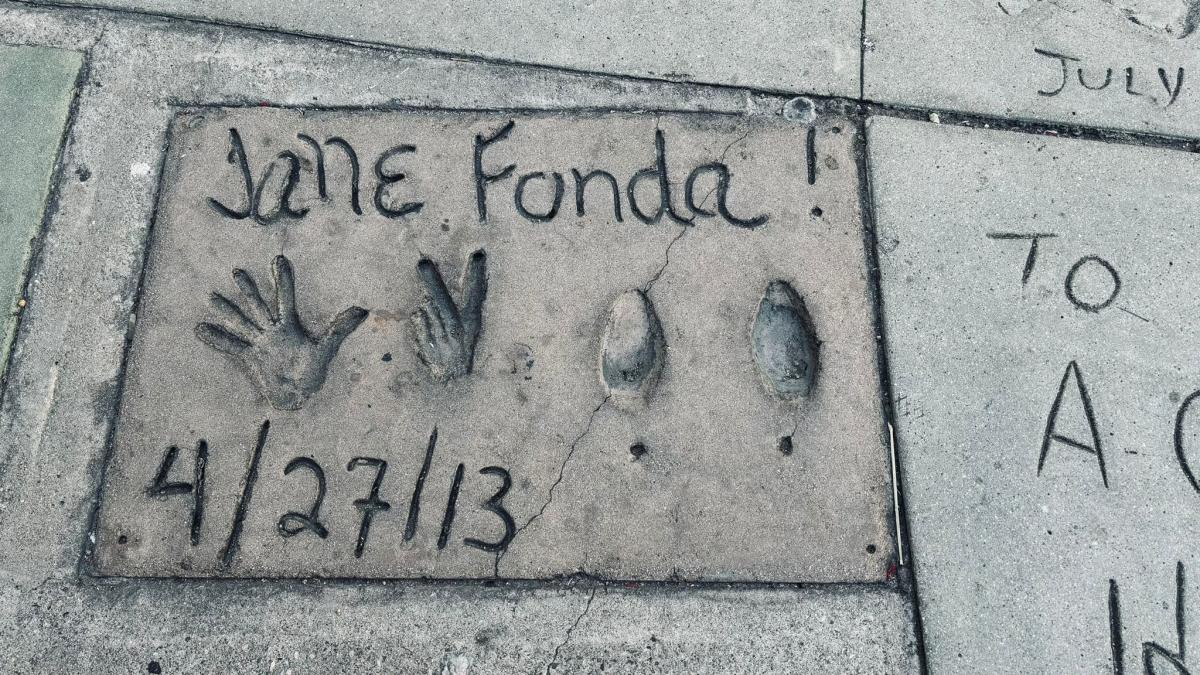 Jane Fonda!
4/27/13
JULY
TO
A